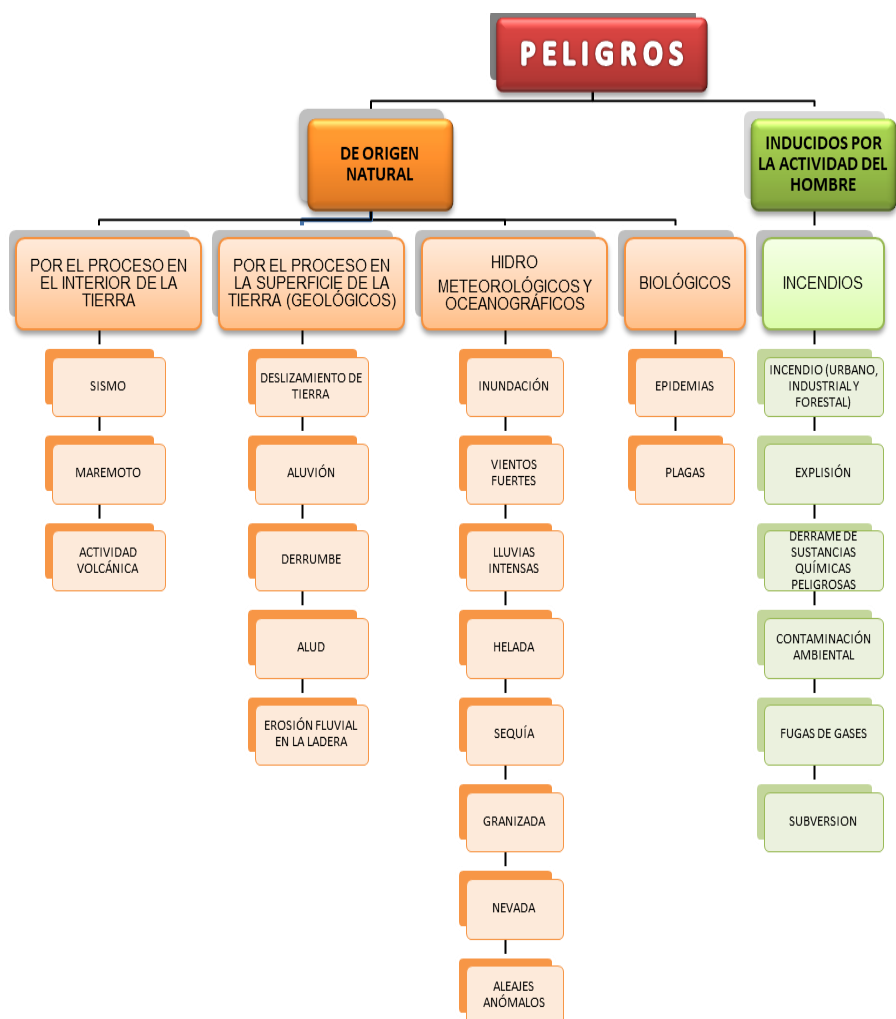 PELIGROS
DE ORIGEN
NATURAL
INDUCIDOS POR
LA ACTIVIDAD DEL
HOMBRE
POR EL PROCESO EN
EL INTERIOR DE LA
TIERRA
SISMO
MAREMOTO
ACTIVIDAD
VOLCÁNICA
POR EL PROCESO EN
LA SUPERFICIE DE LA
TIERRA (GEOLÓGICOS)
DESLIZAMIENTO DE
TIERRA
ALUVIÓN
DERRUMBE
ALUD
EROSIÓN FLUVIAL
EN LA LADERA
HIDRO
METEOROLÓGICOS Y
OCEANOGRÁFICOS
INUNDACIÓN
VIENTOS
FUERTES
LLUVIAS
INTENSAS
HELADA
SEQUÍA
GRANIZADA
NEVADA
ALEAJES
ANÓMALOS
BIOLÓGICOS
EPIDEMIAS
PLAGAS
INCENDIOS
INCENDIO (URBANO,
INDUSTRIAL Y
FORESTAL)
EXPLISIÓN
DERRAME DE
SUSTANCIAS
QUÍMICAS
PELIGROSAS
CONTAMINACIÓN
AMBIENTAL
FUGAS DE GASES
SUBVERSION